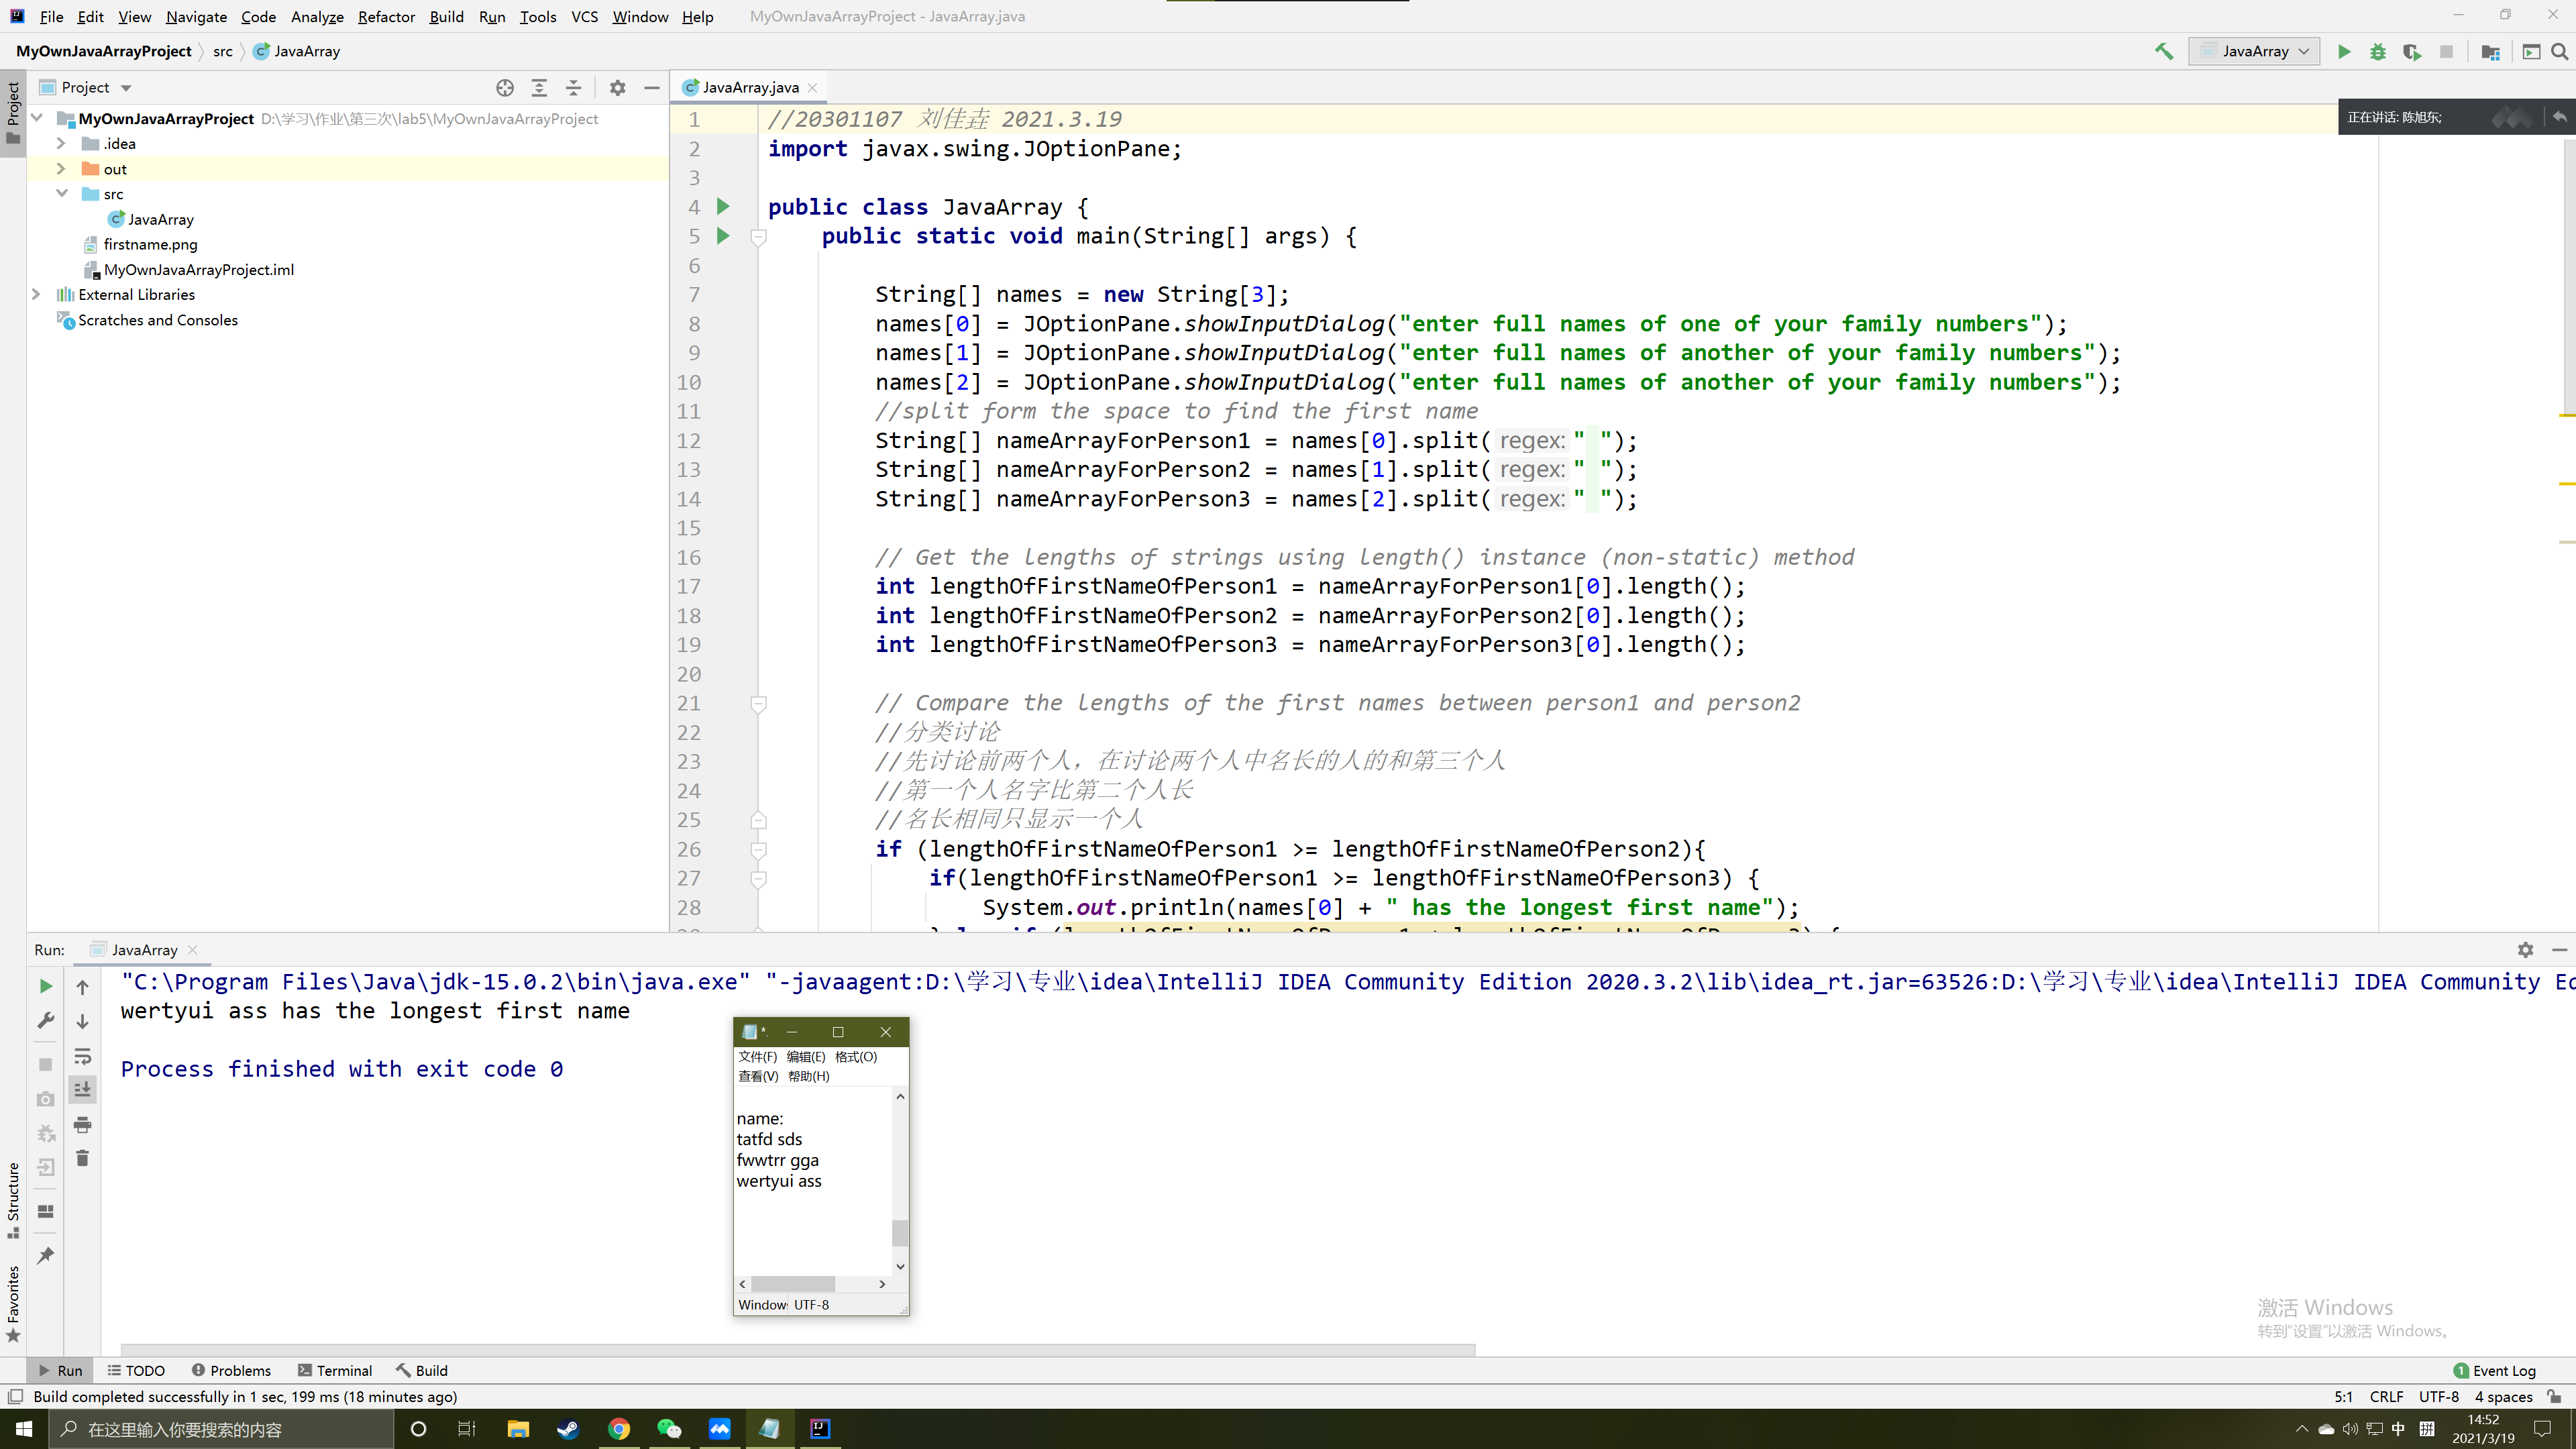 File Edit View Navigate Code Analyze Refactor Build Run Tools VCS Window Help MyOwnJavaArrayProject - JavaArray.java
MyOwnJavaArrayProject src JavaArray
JavaArray
Project
Project
JavaArray.java
MyOwnJavaArrayProject D:\学习\作业\第三次\lab5\MyOwnJavaArrayProject
.idea
out
src
JavaArray
firstname.png
MyOwnJavaArrayProject.iml
External Libraries
Scratches and Consoles
正在讲话: 陈旭东;
1 //20301107 刘佳垚 2021.3.19
2 import javax.swing.JOptionPane;
3
4 public class JavaArray {
5 public static void main(String[] args) {
6
7 String[] names = new String[3];
8 names[0] = JOptionPane.showInputDialog("enter full names of one of your family numbers");
9 names[1] = JOptionPane.showInputDialog("enter full names of another of your family numbers");
10 names[2] = JOptionPane.showInputDialog("enter full names of another of your family numbers");
11 //split form the space to find the first name
12 String[] nameArrayForPerson1 = names[0].split( regex: " ");
13 String[] nameArrayForPerson2 = names[1].split( regex: " ");
14 String[] nameArrayForPerson3 = names[2].split( regex: " ");
15
16 // Get the lengths of strings using length() instance (non-static) method
17 int lengthOfFirstNameOfPerson1 = nameArrayForPerson1[0].length();
18 int lengthOfFirstNameOfPerson2 = nameArrayForPerson2[0].length();
19 int lengthOfFirstNameOfPerson3 = nameArrayForPerson3[0].length();
20
21 // Compare the lengths of the first names between person1 and person2
22 //分类讨论
23 //先讨论前两个人，在讨论两个人中名长的人的和第三个人
24 //第一个人名字比第二个人长
25 //名长相同只显示一个人
26 if (lengthOfFirstNameOfPerson1 >= lengthOfFirstNameOfPerson2){
27 if(lengthOfFirstNameOfPerson1 >= lengthOfFirstNameOfPerson3) {
28 System.out.println(names[0] + " has the longest first name");
Run: JavaArray
"C:\Program Files\Java\jdk-15.0.2\bin\java.exe" "-javaagent:D:\学习\专业\idea\IntelliJ IDEA Community Edition 2020.3.2\lib\idea_rt.jar=63526:D:\学习\专业\idea\IntelliJ IDEA Community Ed
wertyui ass has the longest first name
Process finished with exit code 0
*
文件(F) 编辑(E) 格式(O)
查看(V) 帮助(H)
name:
tatfd sds
fwwtrr gga
wertyui ass
Window UTF-8
Structure
Favorites
激活 Windows
转到"设置"以激活 Windows。
Run TODO Problems Terminal Build
1 Event Log
Build completed successfully in 1 sec, 199 ms (18 minutes ago)
5:1 CRLF UTF-8 4 spaces
在这里输入你要搜索的内容
中 拼
14:52
2021/3/19